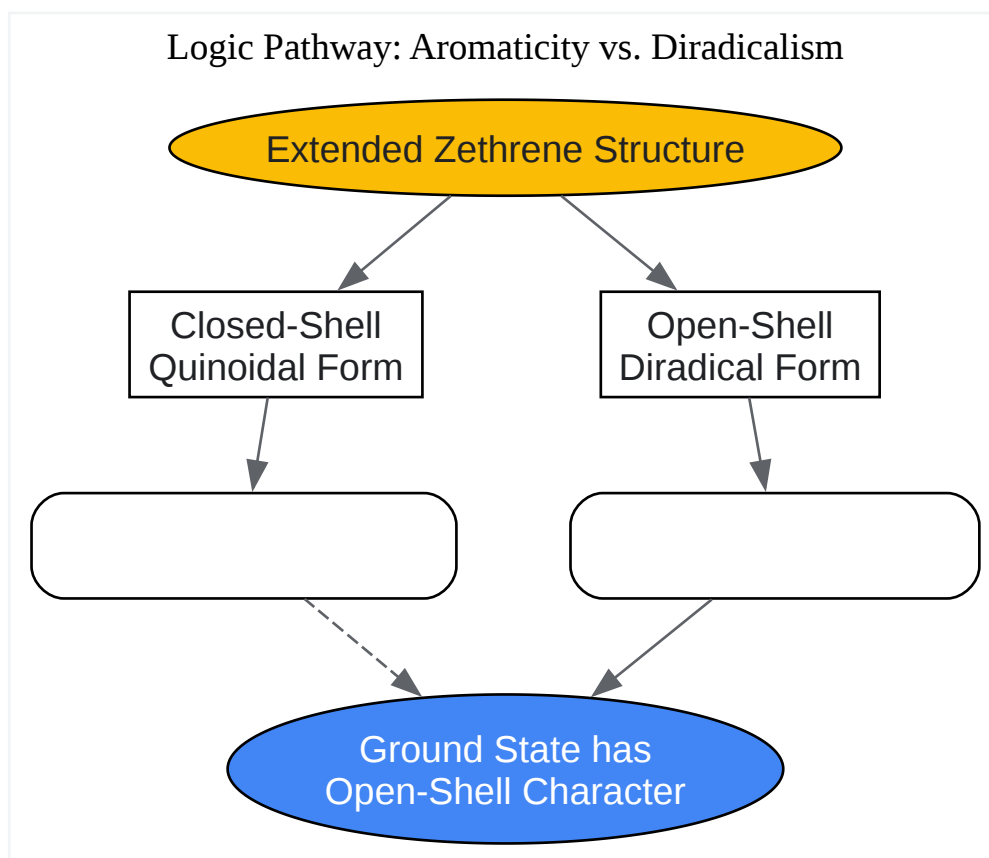 Logic Pathway: Aromaticity vs. Diradicalism
Extended Zethrene Structure
Closed-Shell
Quinoidal Form
Open-Shell
Diradical Form
Ground State has
Open-Shell Character